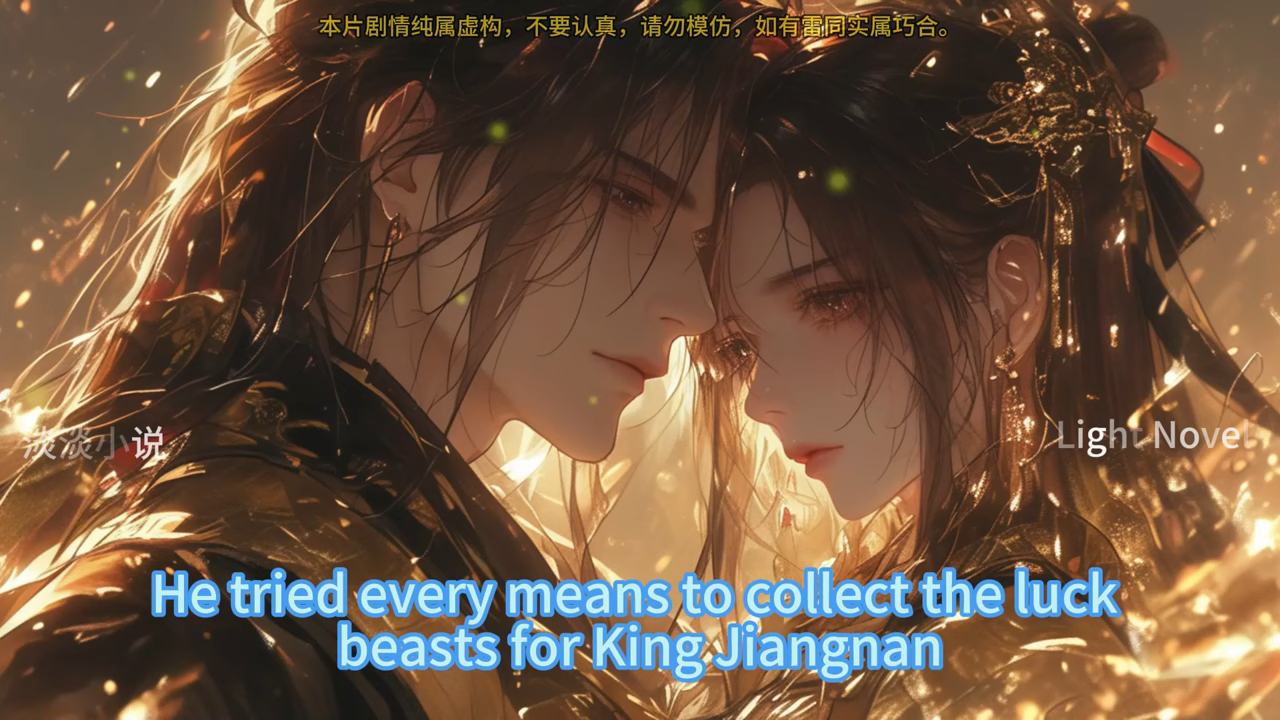 本片剧情纯属虚构，不要认真，请勿模仿，如有雷同实属巧合。
淡淡小说
Light Novel
He tried every means to collect the luck
beasts for King Jiangnan